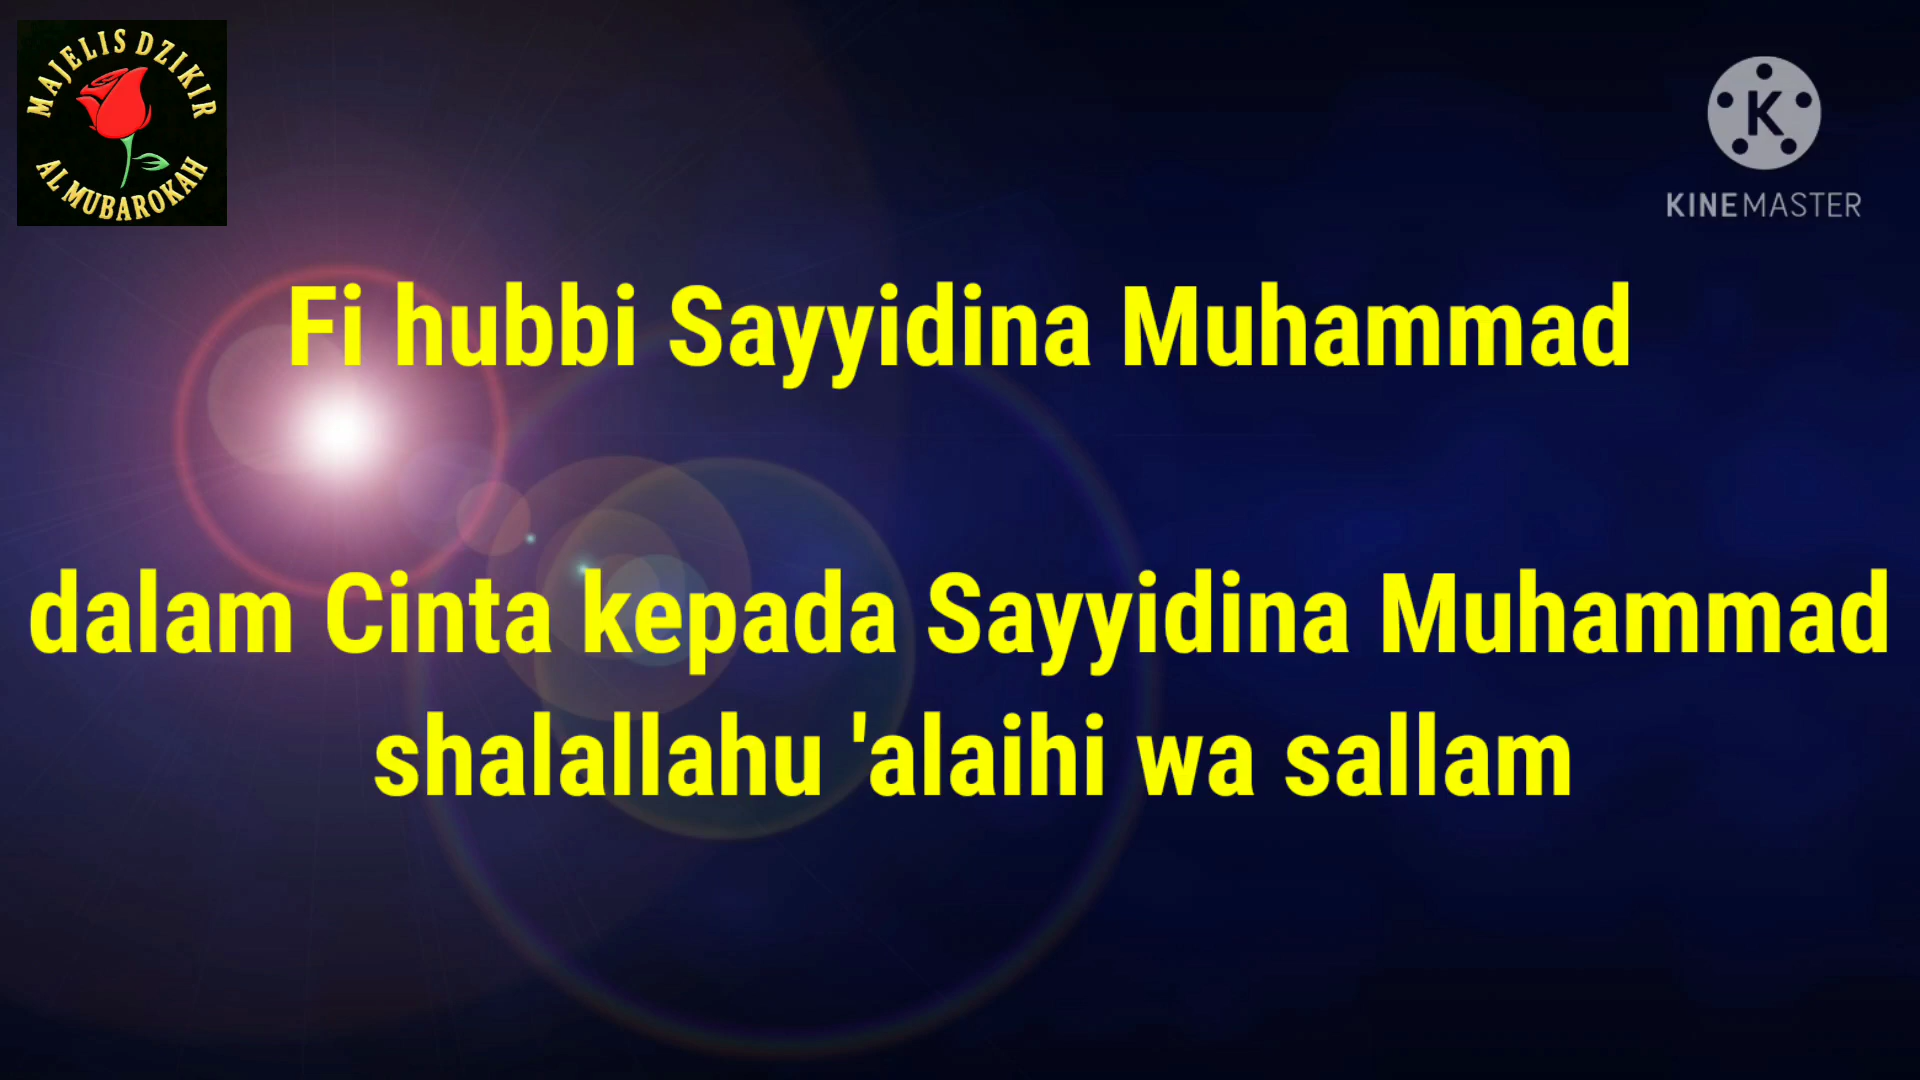 MAJELIS DZIKIR
AL MUBAROKAH
K
KINEMASTER
Fi hubbi Sayyidina Muhammad
dalam Cinta kepada Sayyidina Muhammad
shalallahu 'alaihi wa sallam